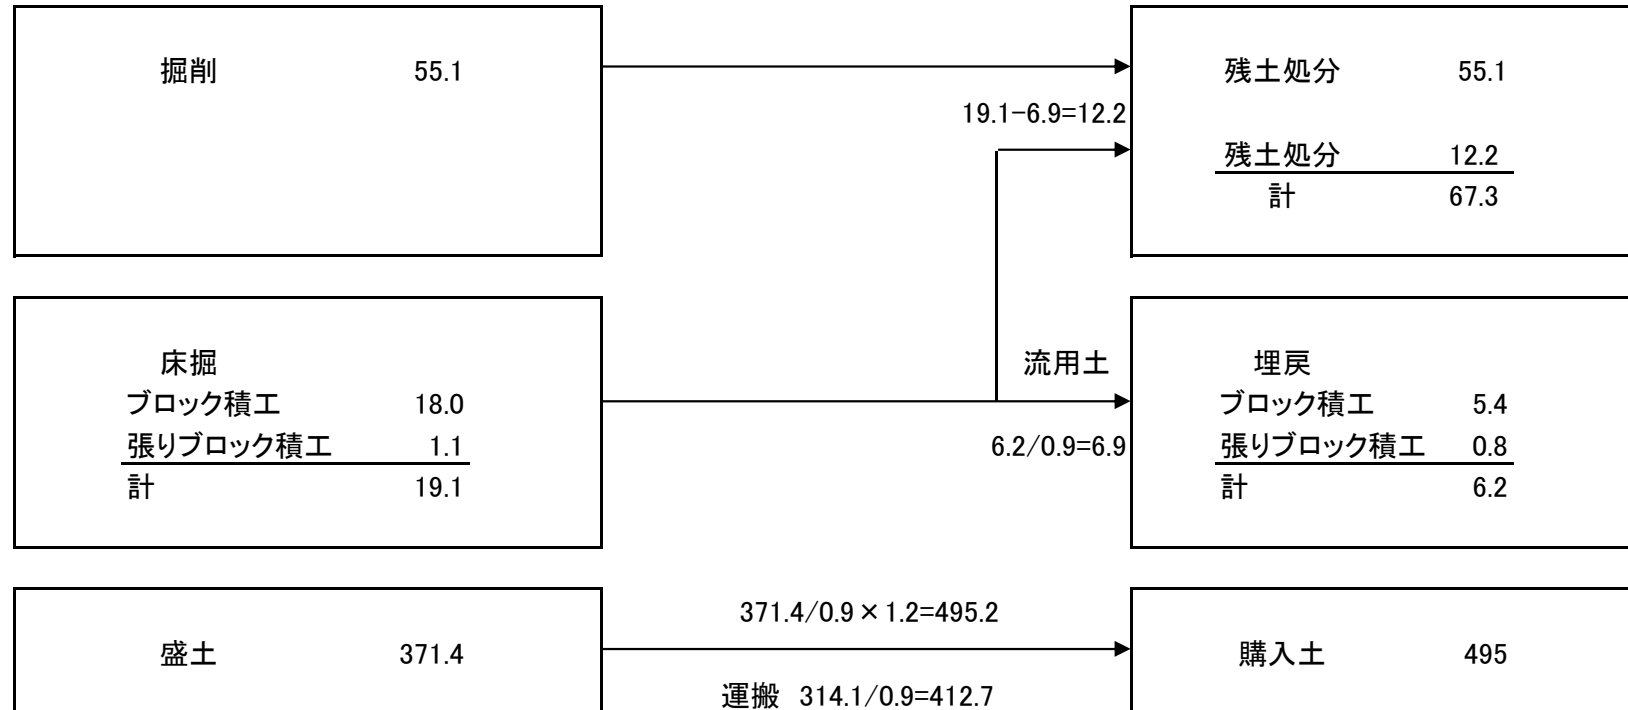 掘削 55.1
19.1-6.9=12.2
残土処分 55.1
残土処分 12.2
計 67.3
床掘
ブロック積工 18.0
張りブロック積工 1.1
計 19.1
流用土
6.2/0.9=6.9
埋戻
ブロック積工 5.4
張りブロック積工 0.8
計 6.2
盛土 371.4
371.4/0.9×1.2=495.2
運搬 314.1/0.9=412.7
購入土 495